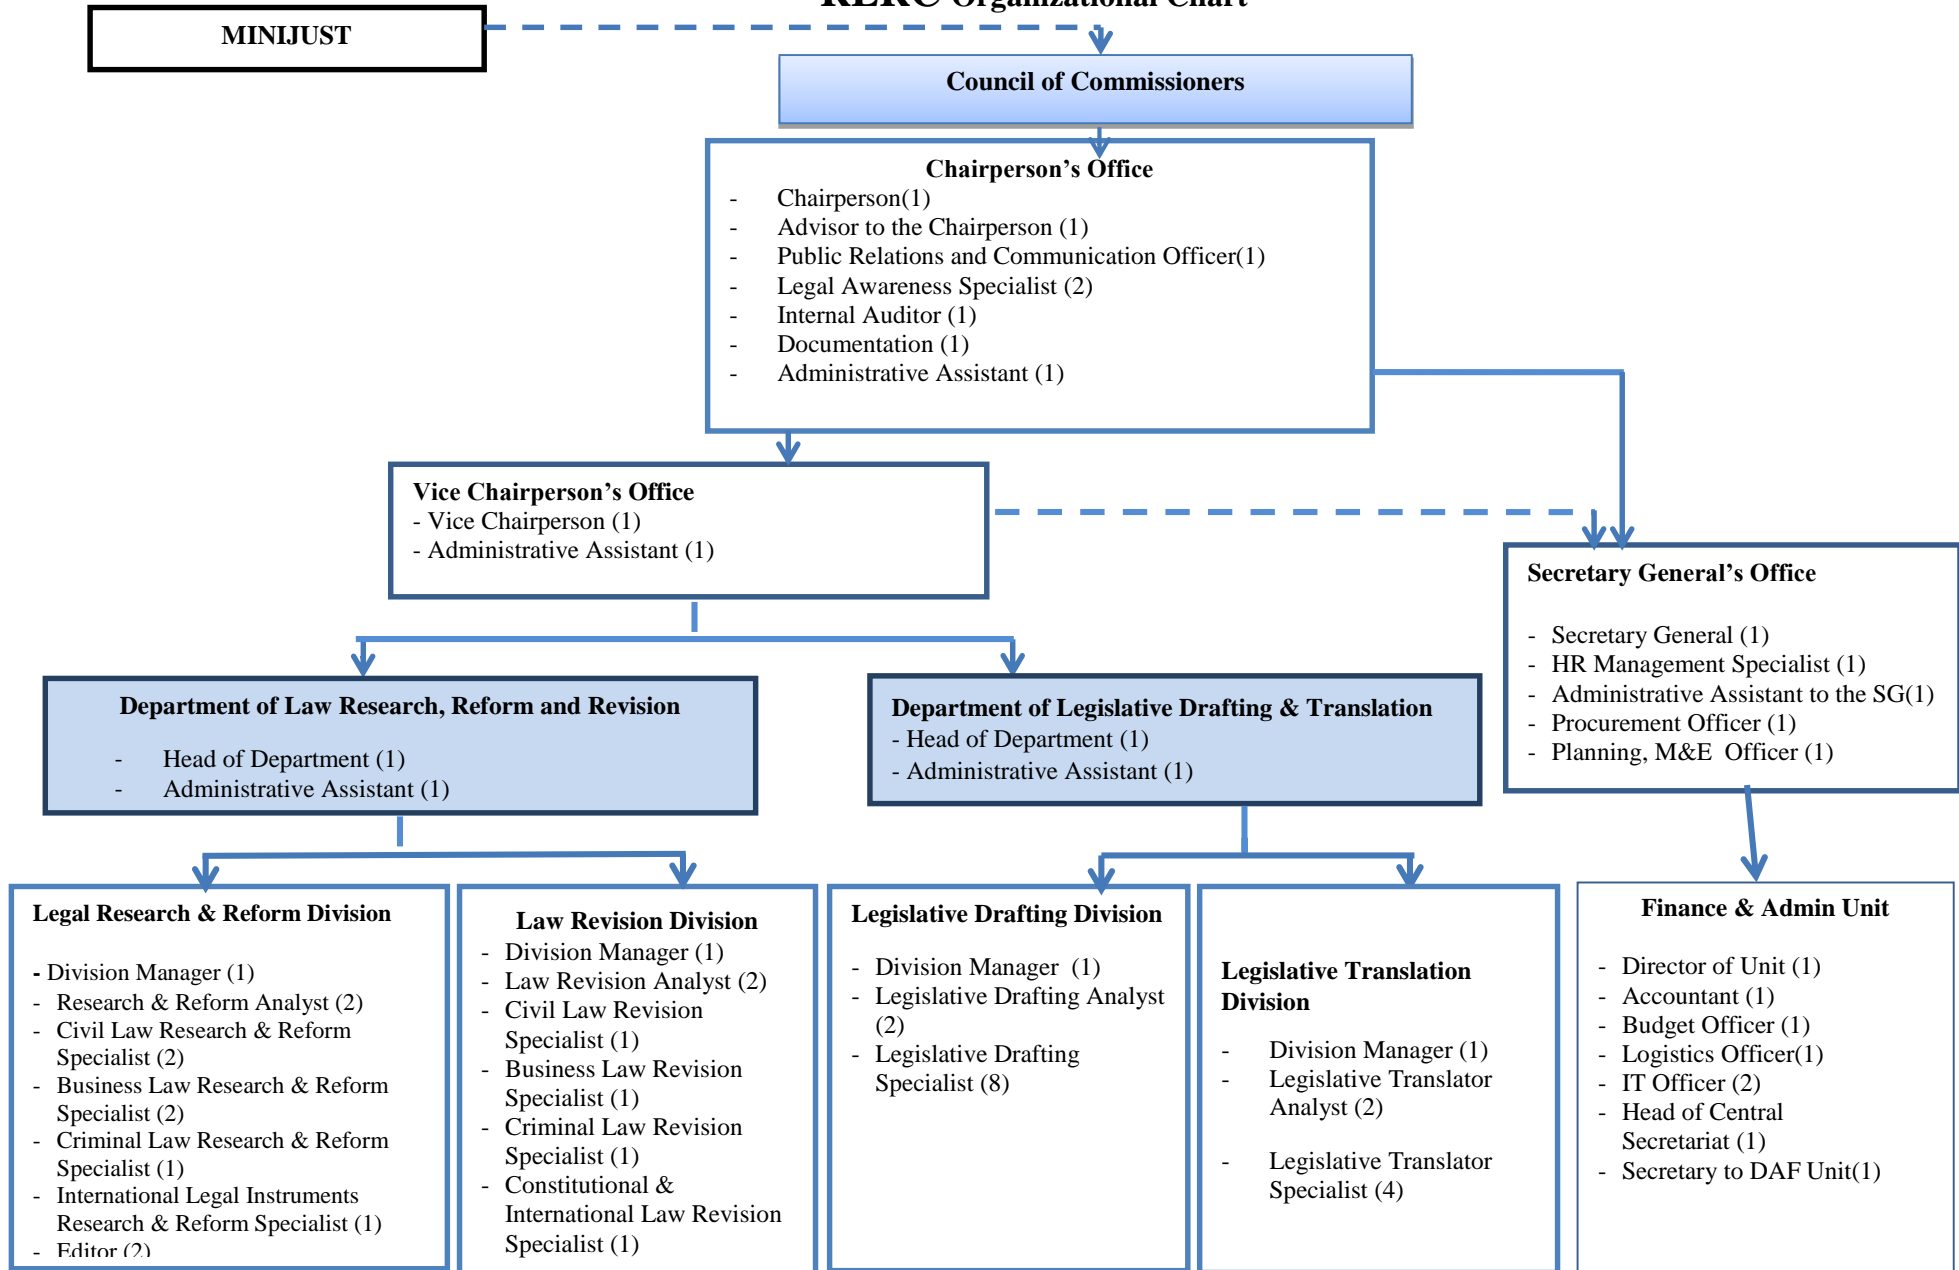 Organizational Chart
MINIJUST
Council of Commissioners
Chairperson’s Office
- Chairperson(1)
- Advisor to the Chairperson (1)
- Public Relations and Communication Officer(1)
- Legal Awareness Specialist (2)
- Internal Auditor (1)
- Documentation (1)
- Administrative Assistant (1)
Vice Chairperson’s Office
- Vice Chairperson (1)
- Administrative Assistant (1)
Secretary General’s Office
- Secretary General (1)
- HR Management Specialist (1)
- Administrative Assistant to the SG(1)
- Procurement Officer (1)
- Planning, M&E Officer (1)
Department of Law Research, Reform and Revision
- Head of Department (1)
- Administrative Assistant (1)
Department of Legislative Drafting & Translation
- Head of Department (1)
- Administrative Assistant (1)
Legal Research & Reform Division
- Division Manager (1)
- Research & Reform Analyst (2)
- Civil Law Research & Reform
Specialist (2)
- Business Law Research & Reform
Specialist (2)
- Criminal Law Research & Reform
Specialist (1)
- International Legal Instruments
Research & Reform Specialist (1)
- Editor (2)
Law Revision Division
- Division Manager (1)
- Law Revision Analyst (2)
- Civil Law Revision
Specialist (1)
- Business Law Revision
Specialist (1)
- Criminal Law Revision
Specialist (1)
- Constitutional &
International Law Revision
Specialist (1)
Legislative Drafting Division
- Division Manager (1)
- Legislative Drafting Analyst
(2)
- Legislative Drafting
Specialist (8)
Legislative Translation
Division
- Division Manager (1)
- Legislative Translator
Analyst (2)
- Legislative Translator
Specialist (4)
Finance & Admin Unit
- Director of Unit (1)
- Accountant (1)
- Budget Officer (1)
- Logistics Officer(1)
- IT Officer (2)
- Head of Central
Secretariat (1)
- Secretary to DAF Unit(1)